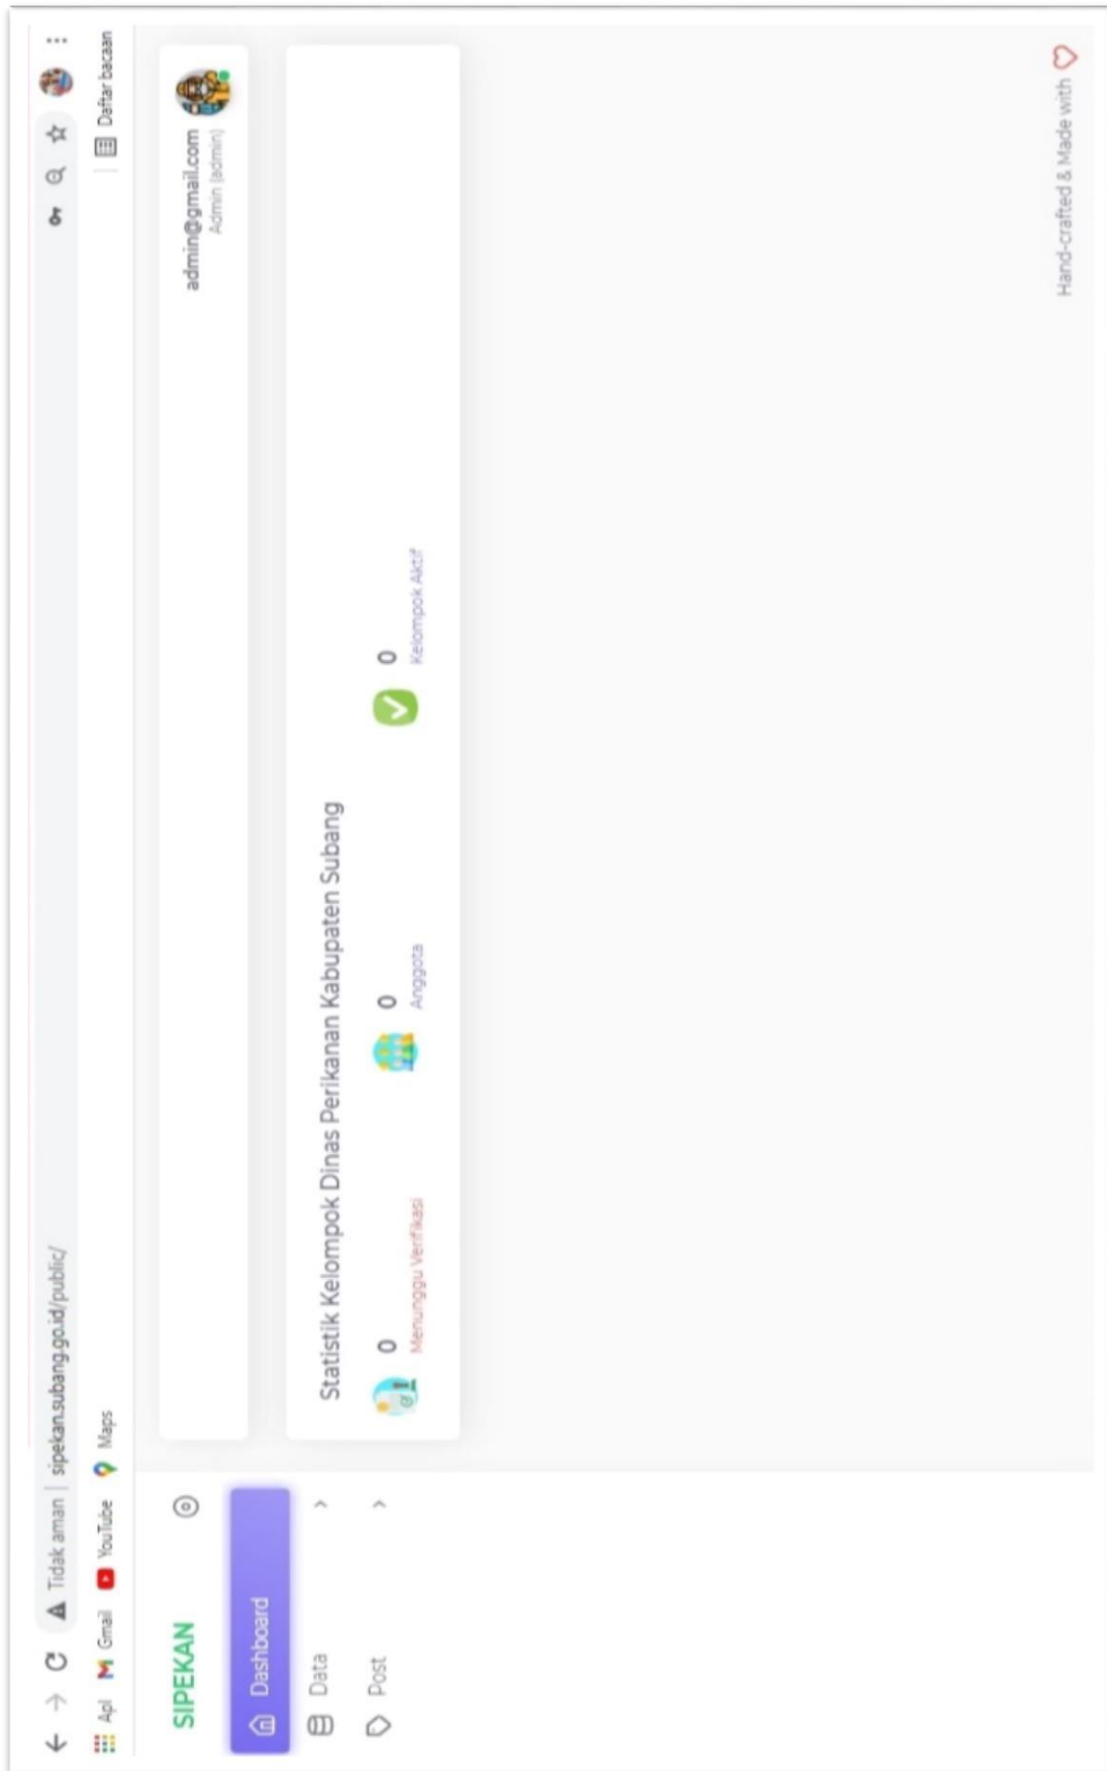 Tidak aman | sipekan.subang.go.id/public/
Apl Gmail YouTube Maps Daftar bacaan
SIPEKAN
Dashboard
Data
Post
admin@gmail.com
Admin (admin)
Statistik Kelompok Dinas Perikanan Kabupaten Subang
0
Menunggu Verifikasi
0
Anggota
0
Kelompok Aktif
Hand-crafted & Made with